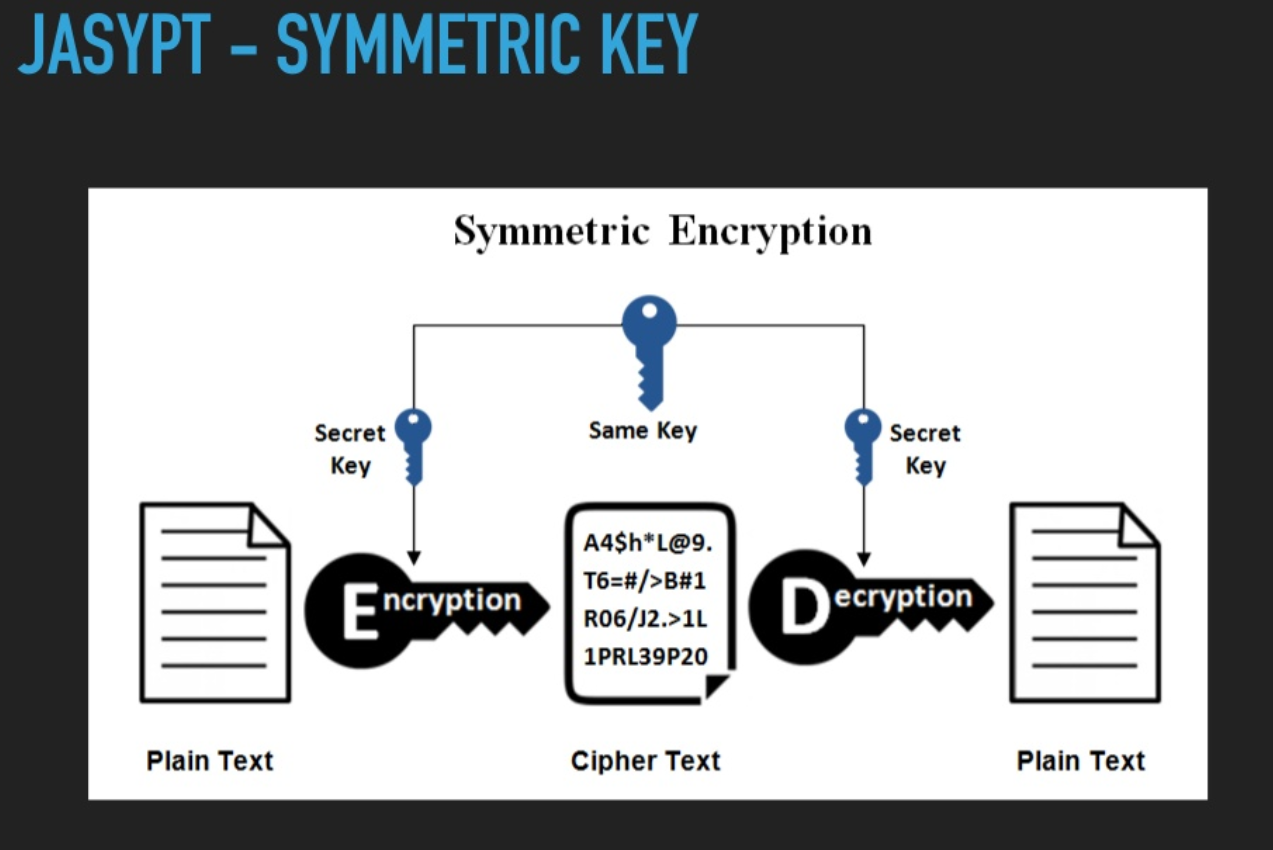 JASYPT - SYMMETRIC KEY
Symmetric Encryption
Same Key
Secret
Key
Secret
Key
Encryption
A4$h*L@9.
T6=#/>B#1
R06/J2.>1L
1PRL39P20
Decryption
Plain Text
Cipher Text
Plain Text